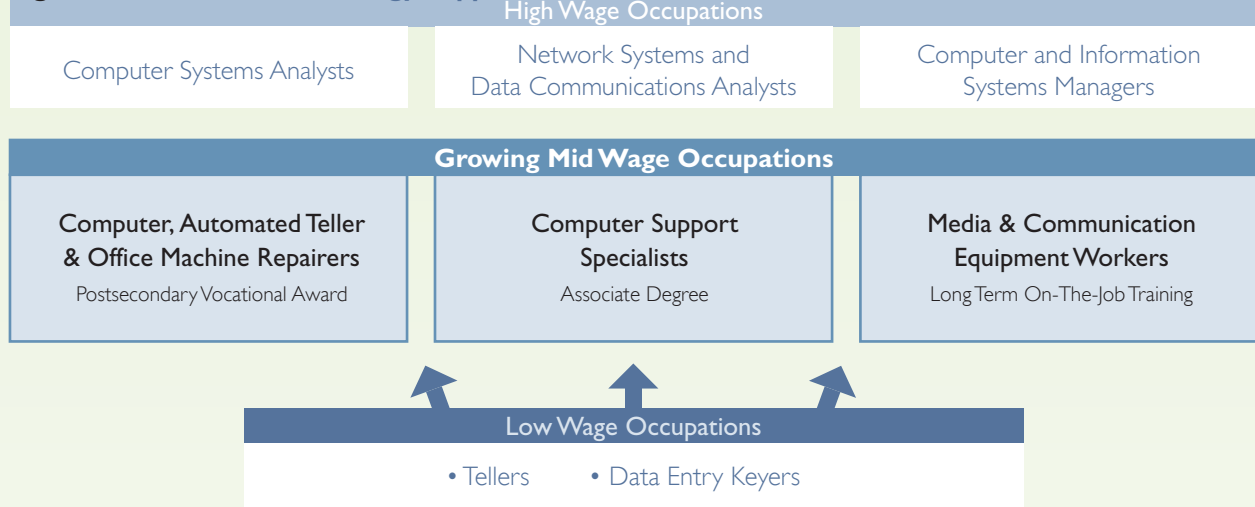 High Wage Occupations
Computer Systems Analysts
Network Systems and
Data Communications Analysts
Computer and Information
Systems Managers
Growing Mid Wage Occupations
Computer, Automated Teller
& Office Machine Repairers
Postsecondary Vocational Award
Computer Support
Specialists
Associate Degree
Media & Communication
Equipment Workers
Long Term On-The-Job Training
Low Wage Occupations
• Tellers
• Data Entry Keyers